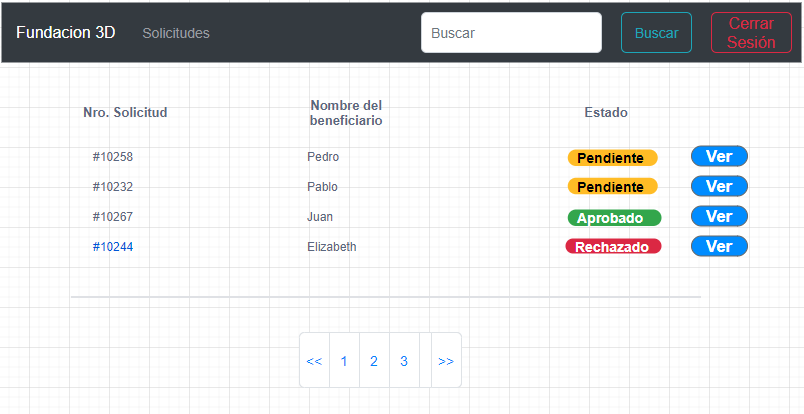 Fundacion 3D Solicitudes Buscar Buscar Cerrar Sesión
Nro. Solicitud Nombre del beneficiario Estado
#10258 Pedro Pendiente Ver
#10232 Pablo Pendiente Ver
#10267 Juan Aprobado Ver
#10244 Elizabeth Rechazado Ver
<< 1 2 3 >>